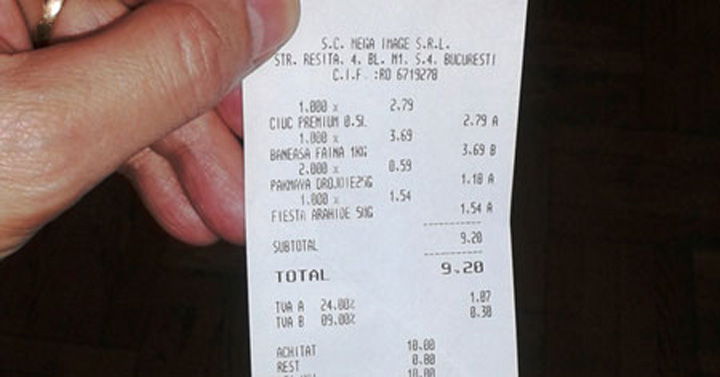 S.C. MEGA IMAGE S.R.L.
STR. RESITA. 4. BL. M1. S.4. BUCURESTI
C.I.F. :RO 6719278
1.000 x 2.79
CIUC PREMIUM 0.5L 2.79 A
1.000 x 3.69
BANEASA FAINA 1KG 3.69 B
2.000 x 0.59
PAKMAYA DROJDIE25G 1.18 A
1.000 x 1.54
FIESTA ARAHIDE 50G 1.54 A
SUBTOTAL 9.20
TOTAL 9.20
TVA A 24.00% 1.07
TVA B 09.00% 0.30
ACHITAT 10.00
REST 0.80
10.00